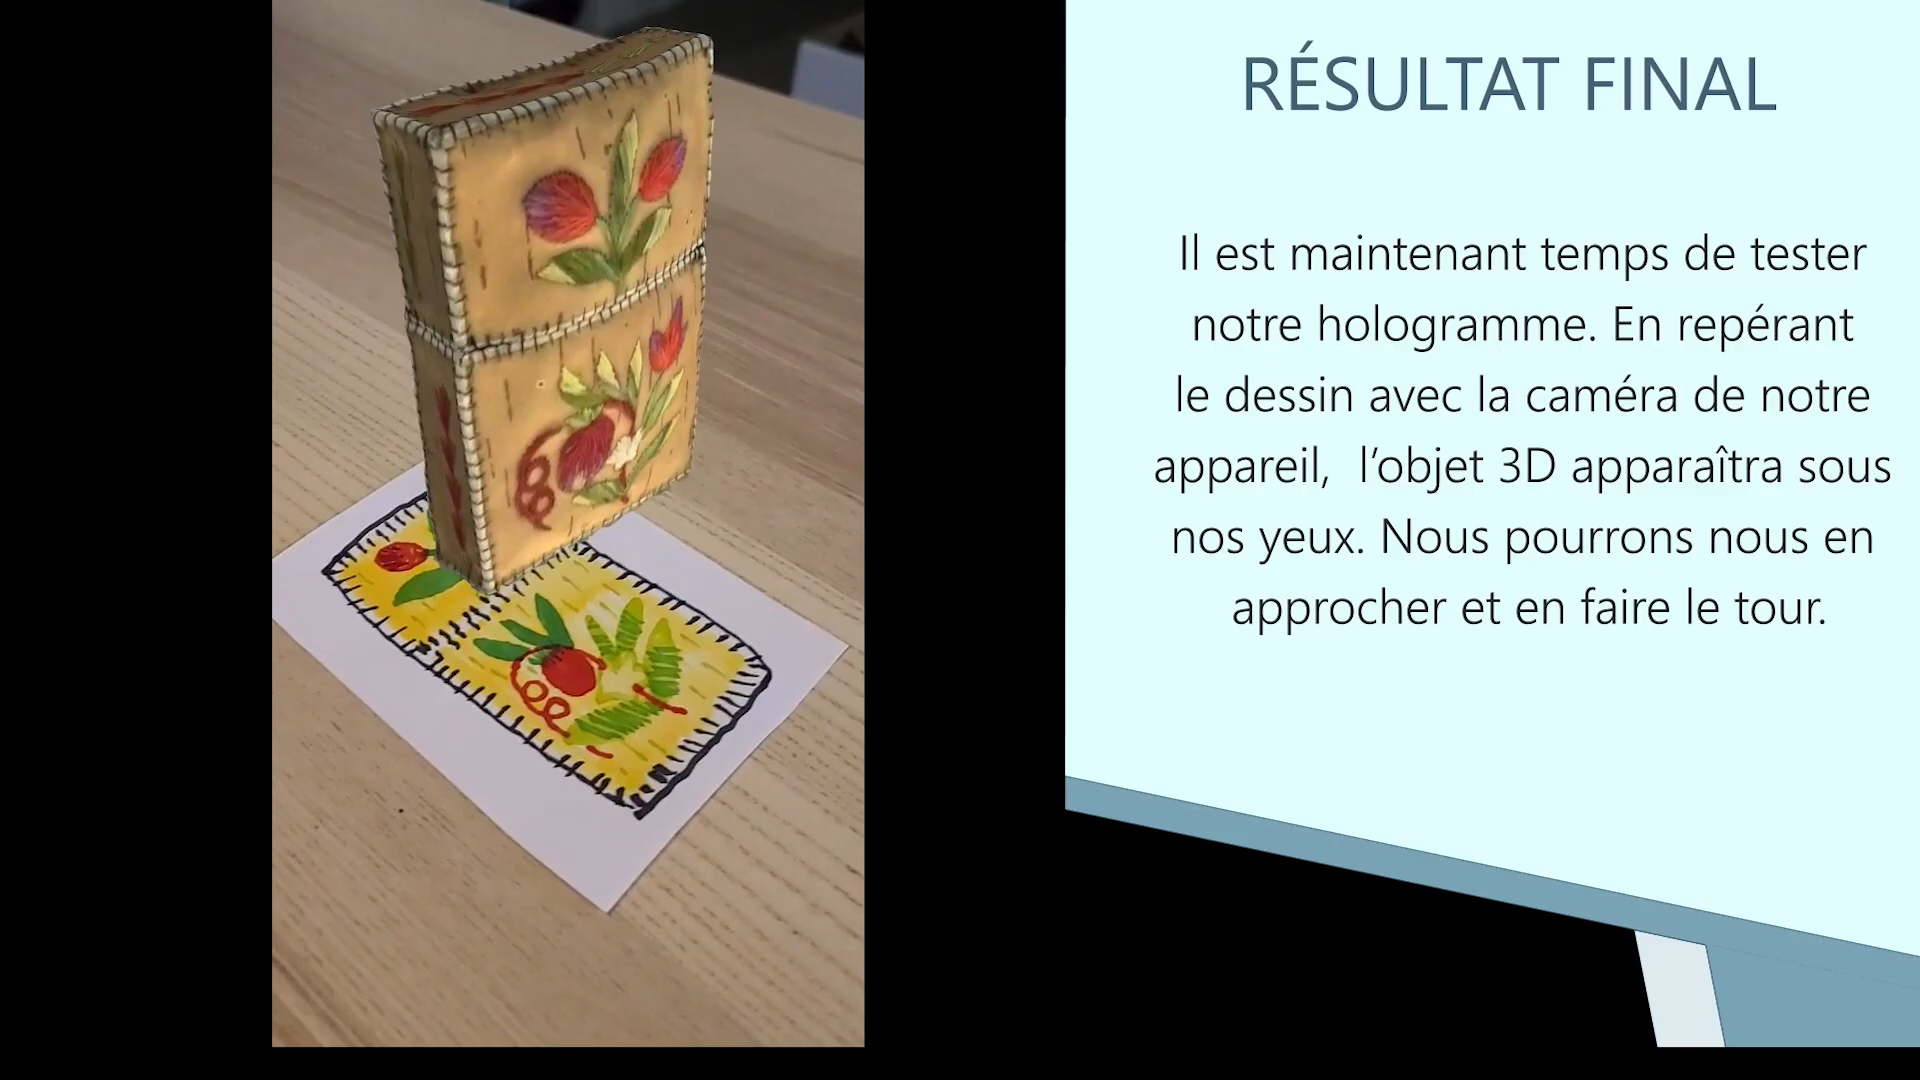 RÉSULTAT FINAL
Il est maintenant temps de tester
notre hologramme. En repérant
le dessin avec la caméra de notre
appareil,  l’objet 3D apparaîtra sous
nos yeux. Nous pourrons nous en
approcher et en faire le tour.